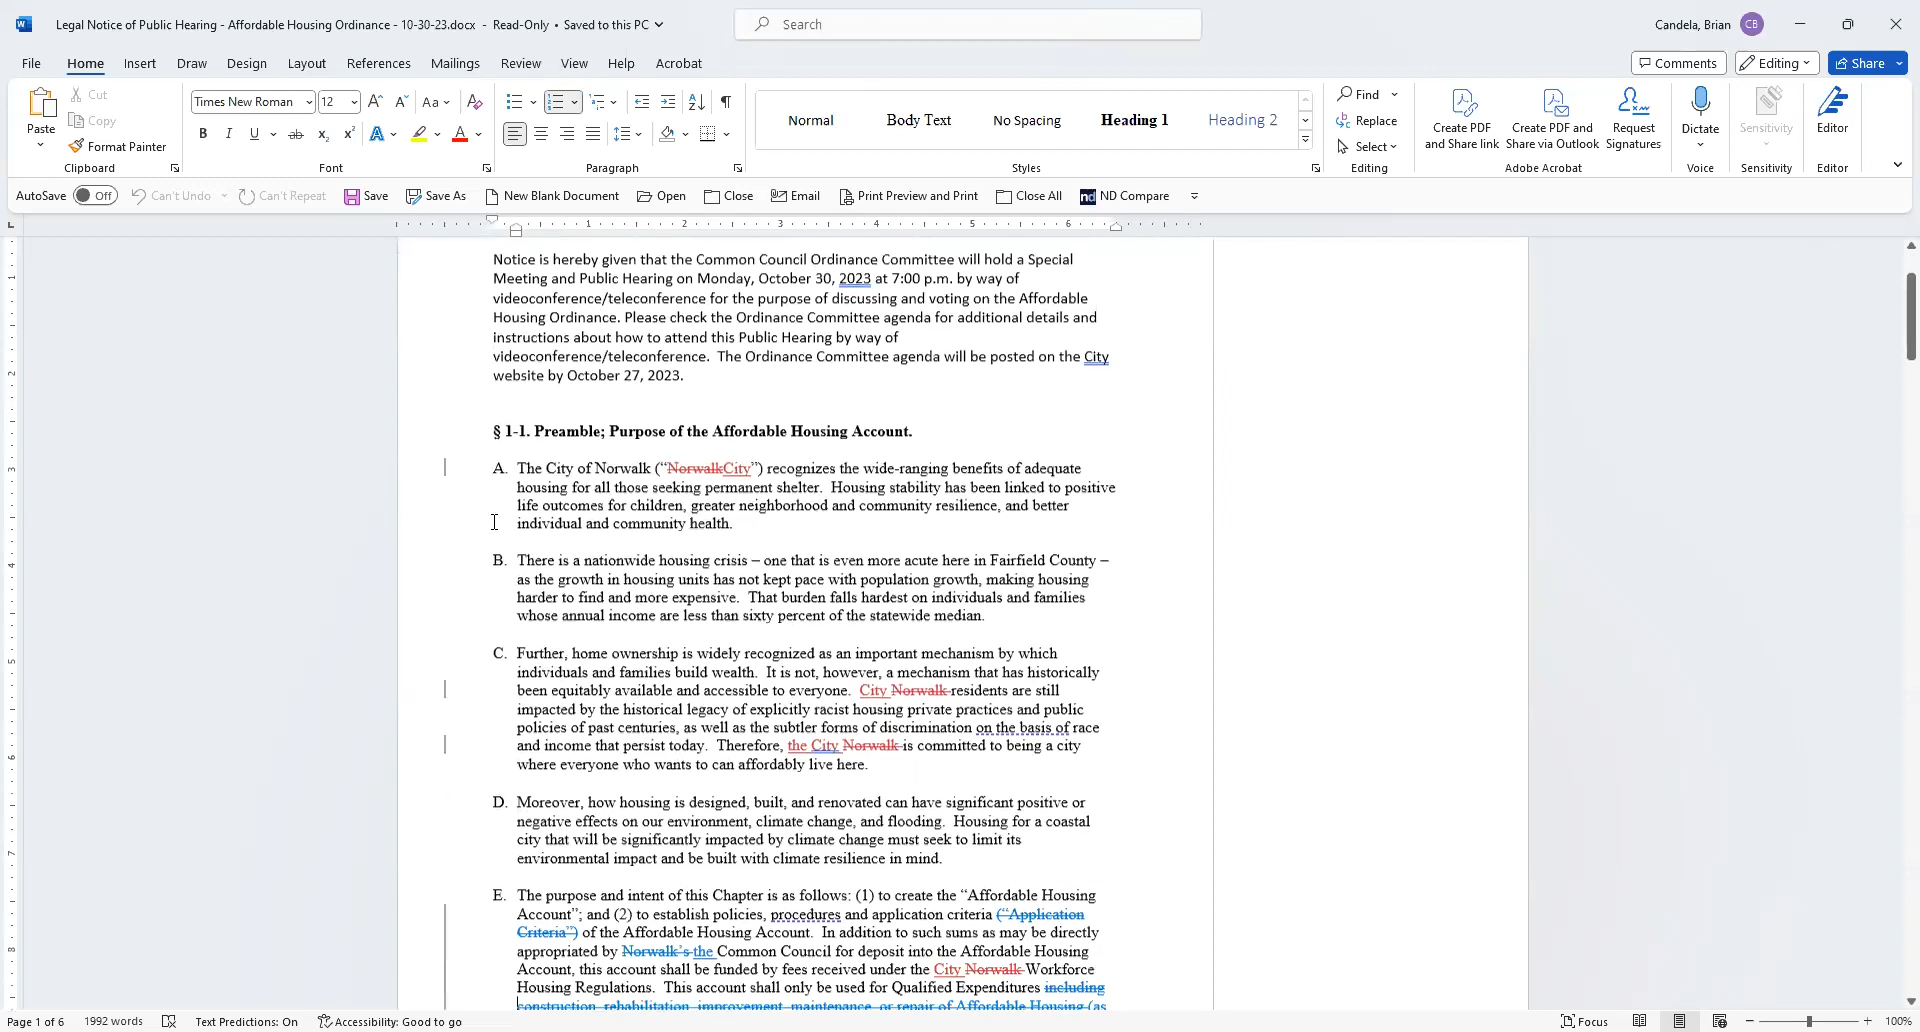 Legal Notice of Public Hearing - Affordable Housing Ordinance - 10-30-23.docx - Read-Only • Saved to this PC
Search
Candela, Brian CB
File Home Insert Draw Design Layout References Mailings Review View Help Acrobat
Comments Editing Share
Paste Cut Copy Format Painter
Times New Roman 12 Aa
Normal Body Text No Spacing Heading 1 Heading 2
Find Replace Select
Create PDF and Share link
Create PDF and Share via Outlook
Request Signatures
Dictate Sensitivity Editor
Clipboard Font Paragraph Styles Editing Adobe Acrobat Voice Sensitivity Editor
AutoSave Off Can't Undo Can't Repeat Save Save As New Blank Document Open Close Email Print Preview and Print Close All nd ND Compare
1 2 3 4 5 6
Notice is hereby given that the Common Council Ordinance Committee will hold a Special
Meeting and Public Hearing on Monday, October 30, 2023 at 7:00 p.m. by way of
videoconference/teleconference for the purpose of discussing and voting on the Affordable
Housing Ordinance. Please check the Ordinance Committee agenda for additional details and
instructions about how to attend this Public Hearing by way of
videoconference/teleconference. The Ordinance Committee agenda will be posted on the City
website by October 27, 2023.
§ 1-1. Preamble; Purpose of the Affordable Housing Account.
A. The City of Norwalk (“NorwalkCity”) recognizes the wide-ranging benefits of adequate
housing for all those seeking permanent shelter. Housing stability has been linked to positive
life outcomes for children, greater neighborhood and community resilience, and better
individual and community health.
B. There is a nationwide housing crisis – one that is even more acute here in Fairfield County –
as the growth in housing units has not kept pace with population growth, making housing
harder to find and more expensive. That burden falls hardest on individuals and families
whose annual income are less than sixty percent of the statewide median.
C. Further, home ownership is widely recognized as an important mechanism by which
individuals and families build wealth. It is not, however, a mechanism that has historically
been equitably available and accessible to everyone. City Norwalk residents are still
impacted by the historical legacy of explicitly racist housing private practices and public
policies of past centuries, as well as the subtler forms of discrimination on the basis of race
and income that persist today. Therefore, the City Norwalk is committed to being a city
where everyone who wants to can affordably live here.
D. Moreover, how housing is designed, built, and renovated can have significant positive or
negative effects on our environment, climate change, and flooding. Housing for a coastal
city that will be significantly impacted by climate change must seek to limit its
environmental impact and be built with climate resilience in mind.
E. The purpose and intent of this Chapter is as follows: (1) to create the “Affordable Housing
Account”; and (2) to establish policies, procedures and application criteria (“Application
Criteria”) of the Affordable Housing Account. In addition to such sums as may be directly
appropriated by Norwalk’s the Common Council for deposit into the Affordable Housing
Account, this account shall be funded by fees received under the City Norwalk Workforce
Housing Regulations. This account shall only be used for Qualified Expenditures including
construction, rehabilitation, improvement, maintenance, or repair of Affordable Housing (as
Page 1 of 6 1992 words Text Predictions: On Accessibility: Good to go Focus 100%